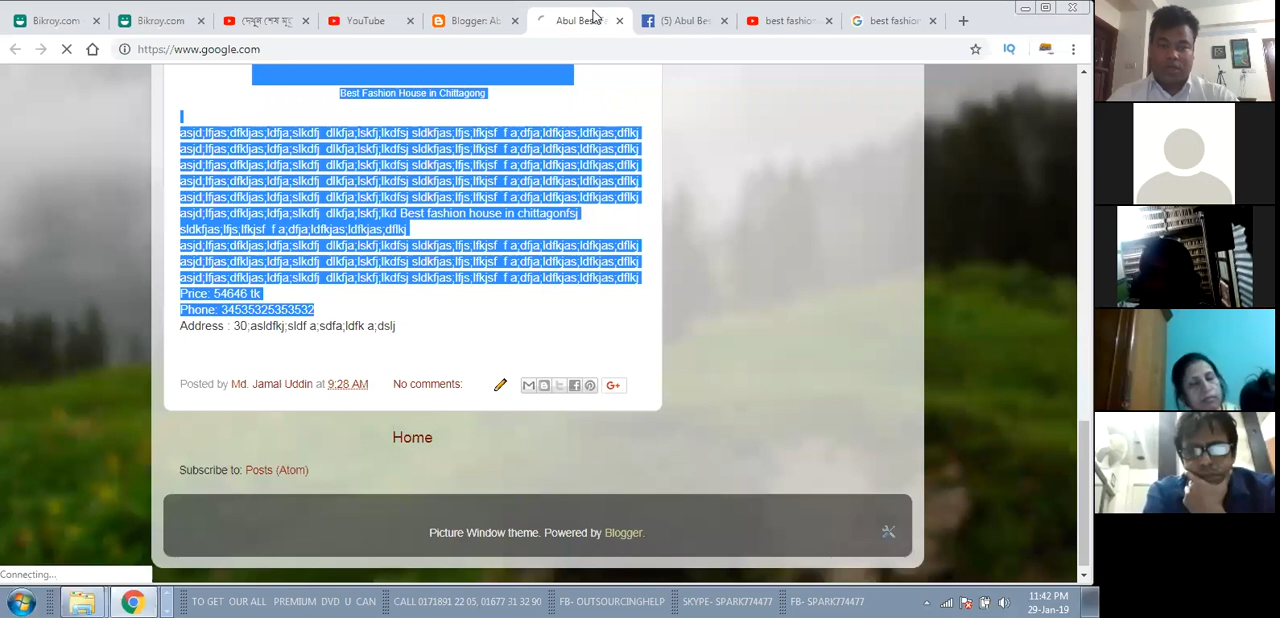 Bikroy.com
Bikroy.com
দেখুন শেষ মূ
YouTube
Blogger: Ab
Abul Bes
(5) Abul Bes
best fashion
best fashion
https://www.google.com
Best Fashion House in Chittagong
asjd;lfjas;dfkljas;ldfja;slkdfj dlkfja;lskfj;lkdfsj sldkfjas;lfjs;lfkjsf f a;dfja;ldfkjas;ldfkjas;dflkj
asjd;lfjas;dfkljas;ldfja;slkdfj dlkfja;lskfj;lkdfsj sldkfjas;lfjs;lfkjsf f a;dfja;ldfkjas;ldfkjas;dflkj
asjd;lfjas;dfkljas;ldfja;slkdfj dlkfja;lskfj;lkdfsj sldkfjas;lfjs;lfkjsf f a;dfja;ldfkjas;ldfkjas;dflkj
asjd;lfjas;dfkljas;ldfja;slkdfj dlkfja;lskfj;lkdfsj sldkfjas;lfjs;lfkjsf f a;dfja;ldfkjas;ldfkjas;dflkj
asjd;lfjas;dfkljas;ldfja;slkdfj dlkfja;lskfj;lkdfsj sldkfjas;lfjs;lfkjsf f a;dfja;ldfkjas;ldfkjas;dflkj
asjd;lfjas;dfkljas;ldfja;slkdfj dlkfja;lskfj;lkd Best fashion house in chittagonfsj
sldkfjas;lfjs;lfkjsf f a;dfja;ldfkjas;ldfkjas;dflkj
asjd;lfjas;dfkljas;ldfja;slkdfj dlkfja;lskfj;lkdfsj sldkfjas;lfjs;lfkjsf f a;dfja;ldfkjas;ldfkjas;dflkj
asjd;lfjas;dfkljas;ldfja;slkdfj dlkfja;lskfj;lkdfsj sldkfjas;lfjs;lfkjsf f a;dfja;ldfkjas;ldfkjas;dflkj
asjd;lfjas;dfkljas;ldfja;slkdfj dlkfja;lskfj;lkdfsj sldkfjas;lfjs;lfkjsf f a;dfja;ldfkjas;ldfkjas;dflkj
Price: 54646 tk
Phone: 34535325353532
Address : 30;asldfkj;sldf a;sdfa;ldfk a;dslj
Posted by Md. Jamal Uddin at 9:28 AM No comments:
G+
Home
Subscribe to: Posts (Atom)
Picture Window theme. Powered by Blogger.
Connecting...
TO GET OUR ALL PREMIUM DVD U CAN
CALL 0171891 22 05, 01677 31 32 90
FB- OUTSOURCINGHELP
SKYPE- SPARK774477
FB- SPARK774477
11:42 PM
29-Jan-19